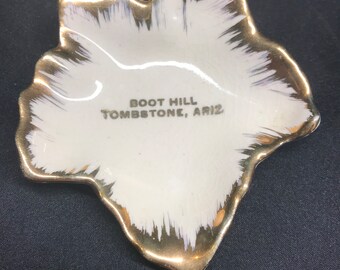 BOOT HILL
TOMBSTONE, ARIZ